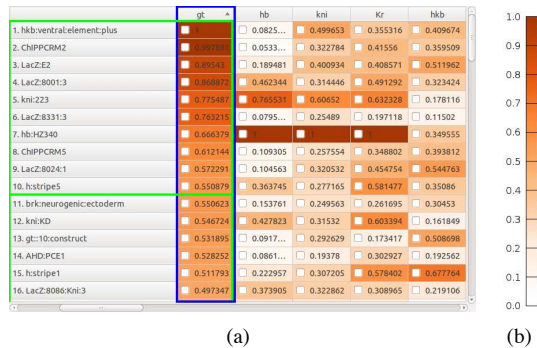 gt hb kni Kr hkb
1. hkb:ventral:element:plus 1 0.0825... 0.499653 0.355316 0.409674
2. ChIPPCRM2 0.0533... 0.322784 0.41556 0.359509
3. LacZ:E2 0.89543 0.189481 0.400934 0.408571 0.511962
4. LacZ:8001:3 0.868872 0.462344 0.314446 0.491292 0.323424
5. kni:223 0.775487 0.765531 0.60652 0.632328 0.178116
6. LacZ:8331:3 0.763215 0.0795... 0.25489 0.197118 0.11502
7. hb:HZ340 0.666379 1 1 1 0.349555
8. ChIPPCRM5 0.612144 0.109305 0.257554 0.348802 0.393812
9. LacZ:8024:1 0.572291 0.104563 0.320532 0.454754 0.544763
10. h:stripe5 0.550879 0.363745 0.277165 0.581477 0.35086
11. brk:neurogenic:ectoderm 0.550623 0.153761 0.249563 0.261695 0.30453
12. kni:KD 0.546724 0.427823 0.31532 0.603394 0.161849
13. gt::10:construct 0.531895 0.0917... 0.292629 0.173417 0.508698
14. AHD:PCE1 0.528252 0.0861... 0.19378 0.302927 0.192562
15. h:stripe1 0.511793 0.222957 0.307205 0.578402 0.677764
16. LacZ:8086:Kni:3 0.497347 0.373905 0.322862 0.308965 0.219106
(a)
1.0
0.9
0.8
0.7
0.6
0.5
0.4
0.3
0.2
0.1
0.0
(b)